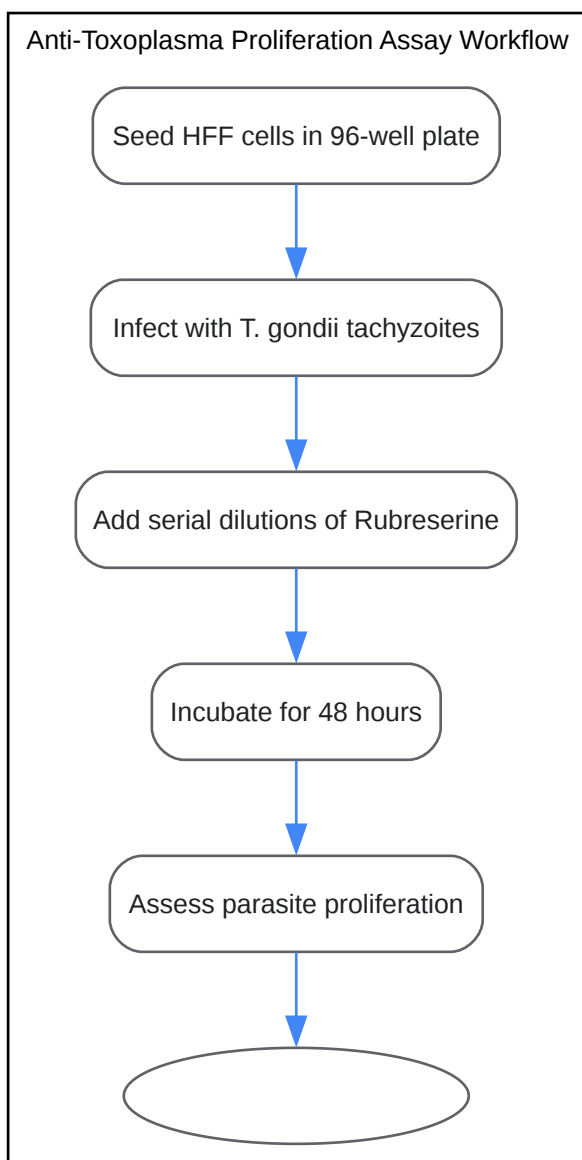 Anti-Toxoplasma Proliferation Assay Workflow
Seed HFF cells in 96-well plate
Infect with T. gondii tachyzoites
Add serial dilutions of Rubreserine
Incubate for 48 hours
Assess parasite proliferation